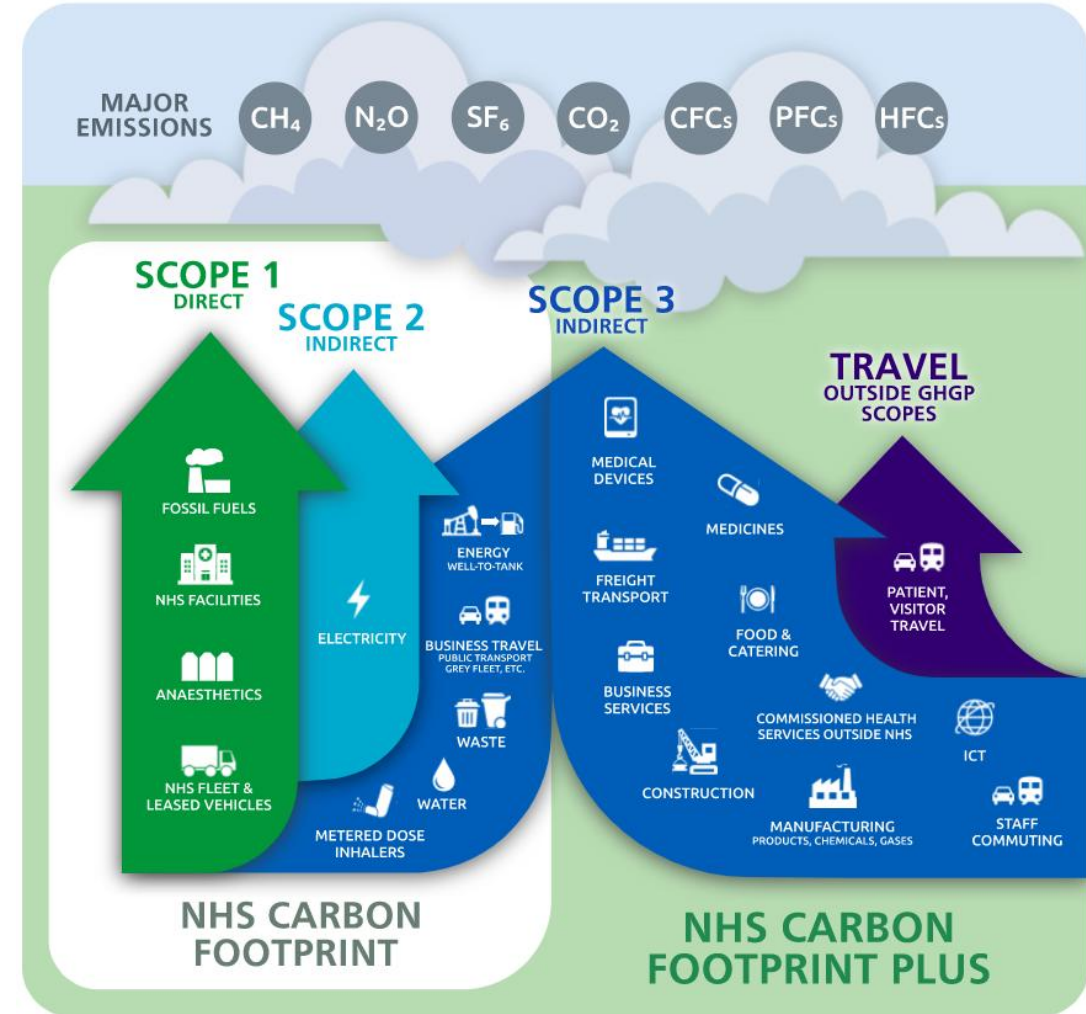 MAJOR
EMISSIONS
CH₄
N₂O
SF₆
CO₂
CFCs
PFCs
HFCs
SCOPE 1
DIRECT
SCOPE 2
INDIRECT
SCOPE 3
INDIRECT
TRAVEL
OUTSIDE GHGP
SCOPES
FOSSIL FUELS
NHS FACILITIES
ANAESTHETICS
NHS FLEET &
LEASED VEHICLES
ELECTRICITY
ENERGY
WELL-TO-TANK
BUSINESS TRAVEL
PUBLIC TRANSPORT
GREY FLEET, ETC.
WASTE
WATER
METERED DOSE
INHALERS
MEDICAL
DEVICES
MEDICINES
FREIGHT
TRANSPORT
FOOD &
CATERING
BUSINESS
SERVICES
COMMISSIONED HEALTH
SERVICES OUTSIDE NHS
CONSTRUCTION
MANUFACTURING
PRODUCTS, CHEMICALS, GASES
ICT
STAFF
COMMUTING
PATIENT,
VISITOR
TRAVEL
NHS CARBON
FOOTPRINT
NHS CARBON
FOOTPRINT PLUS